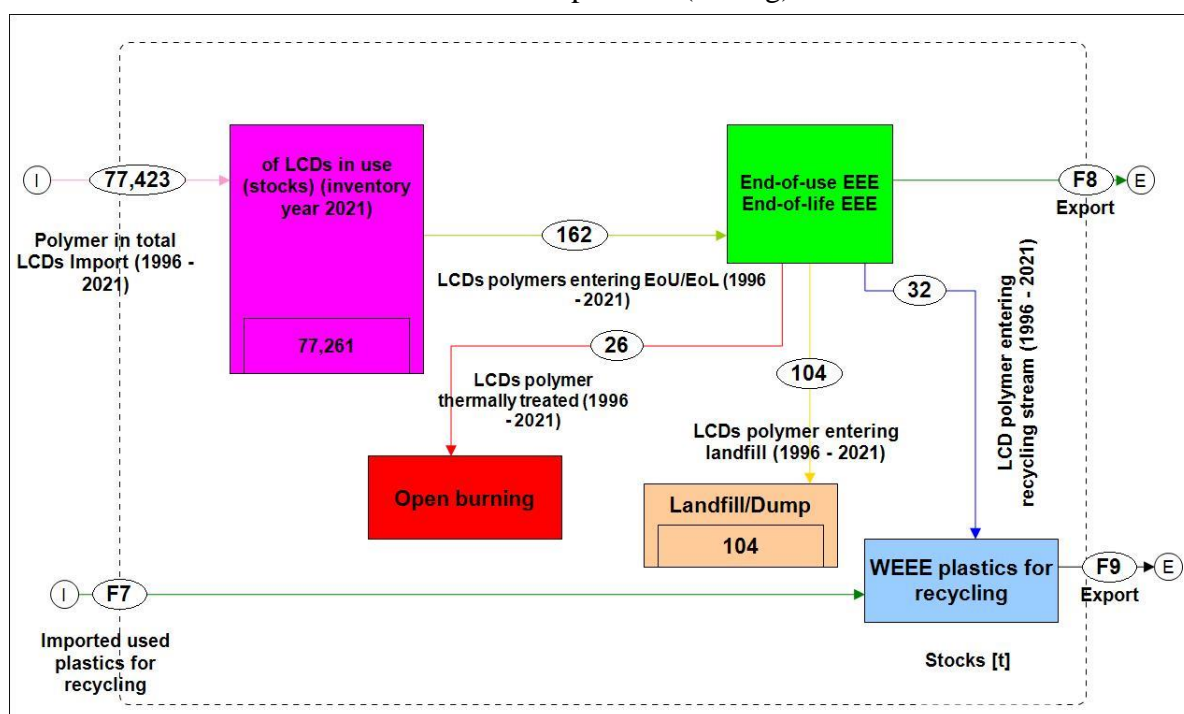 of LCDs in use
(stocks) (inventory
year 2021)
77,261
I
77,423
Polymer in total
LCDs Import (1996 -
2021)
162
LCDs polymers entering EoU/EoL (1996
- 2021)
End-of-use EEE
End-of-life EEE
F8
E
Export
26
LCDs polymer
thermally treated (1996
- 2021)
104
LCDs polymer entering
landfill (1996 - 2021)
32
LCD polymer entering
recycling stream (1996 - 2021)
Open burning
Landfill/Dump
104
WEEE plastics for
recycling
F9
E
Export
I
F7
Imported used
plastics for
recycling
Stocks [t]